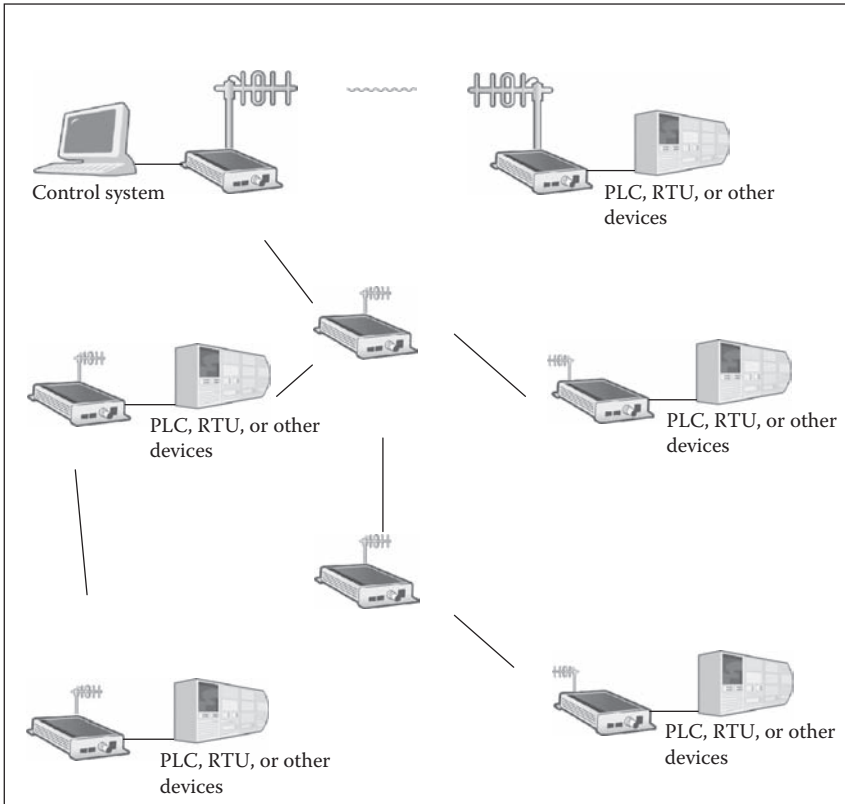 Control system
PLC, RTU, or other
devices
PLC, RTU, or other
devices
PLC, RTU, or other
devices
PLC, RTU, or other
devices
PLC, RTU, or other
devices